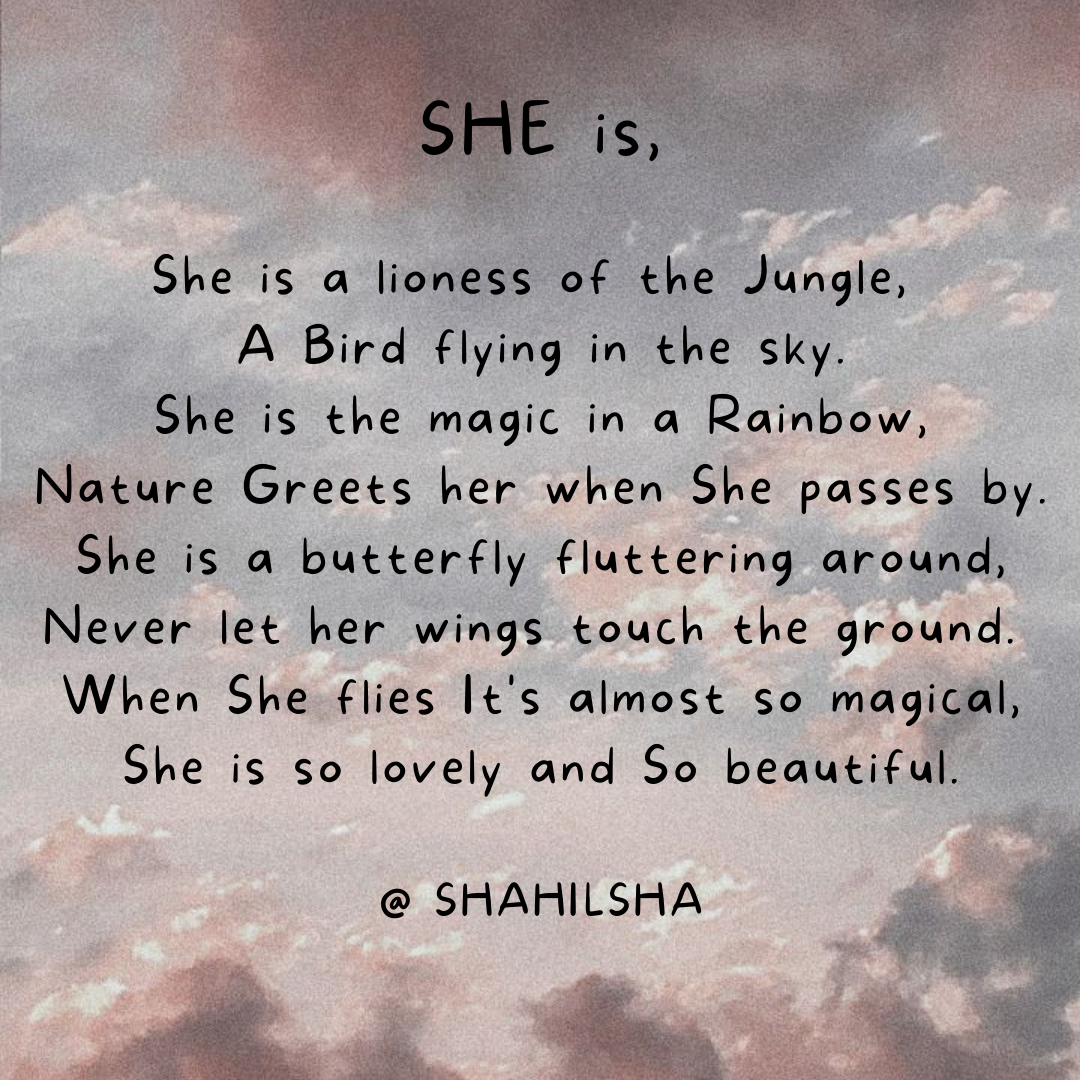 SHE is,
She is a lioness of the Jungle,
A Bird flying in the sky.
She is the magic in a Rainbow,
Nature Greets her when She passes by.
She is a butterfly fluttering around,
Never let her wings touch the ground.
When She flies It's almost so magical,
She is so lovely and So beautiful.
@ SHAHILSHA